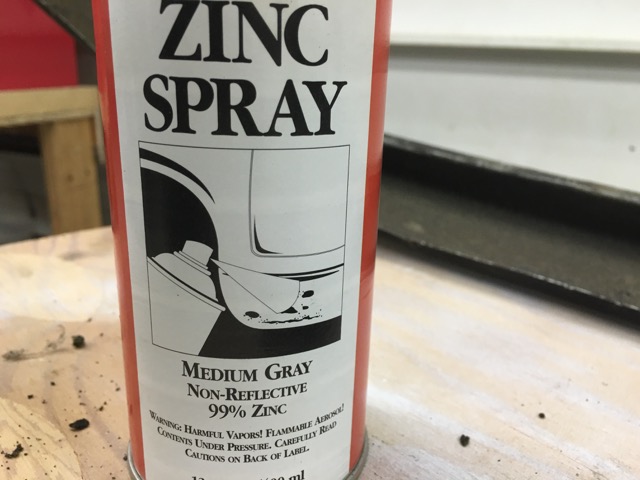 ZINC
SPRAY
MEDIUM GRAY
NON-REFLECTIVE
99% ZINC
WARNING: HARMFUL VAPORS! FLAMMABLE AEROSOL!
CONTENTS UNDER PRESSURE. CAREFULLY READ
CAUTIONS ON BACK OF LABEL.
ml